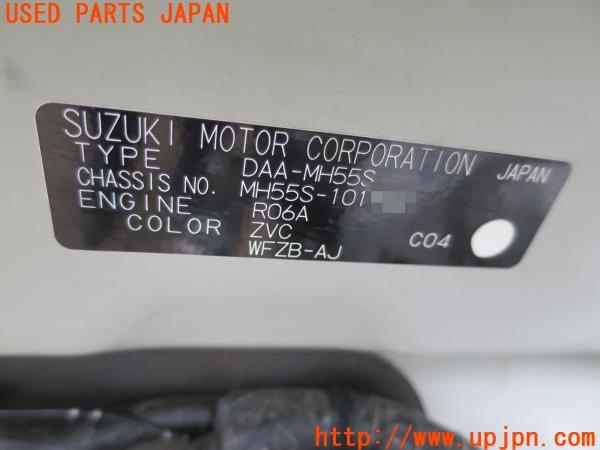 USED PARTS JAPAN
SUZUKI MOTOR CORPORATION JAPAN
TYPE DAA-MH55S
CHASSIS NO. MH55S-101
ENGINE R06A
COLOR ZVC
WFZB-AJ C04
UPJ
http://www.upjpn.com